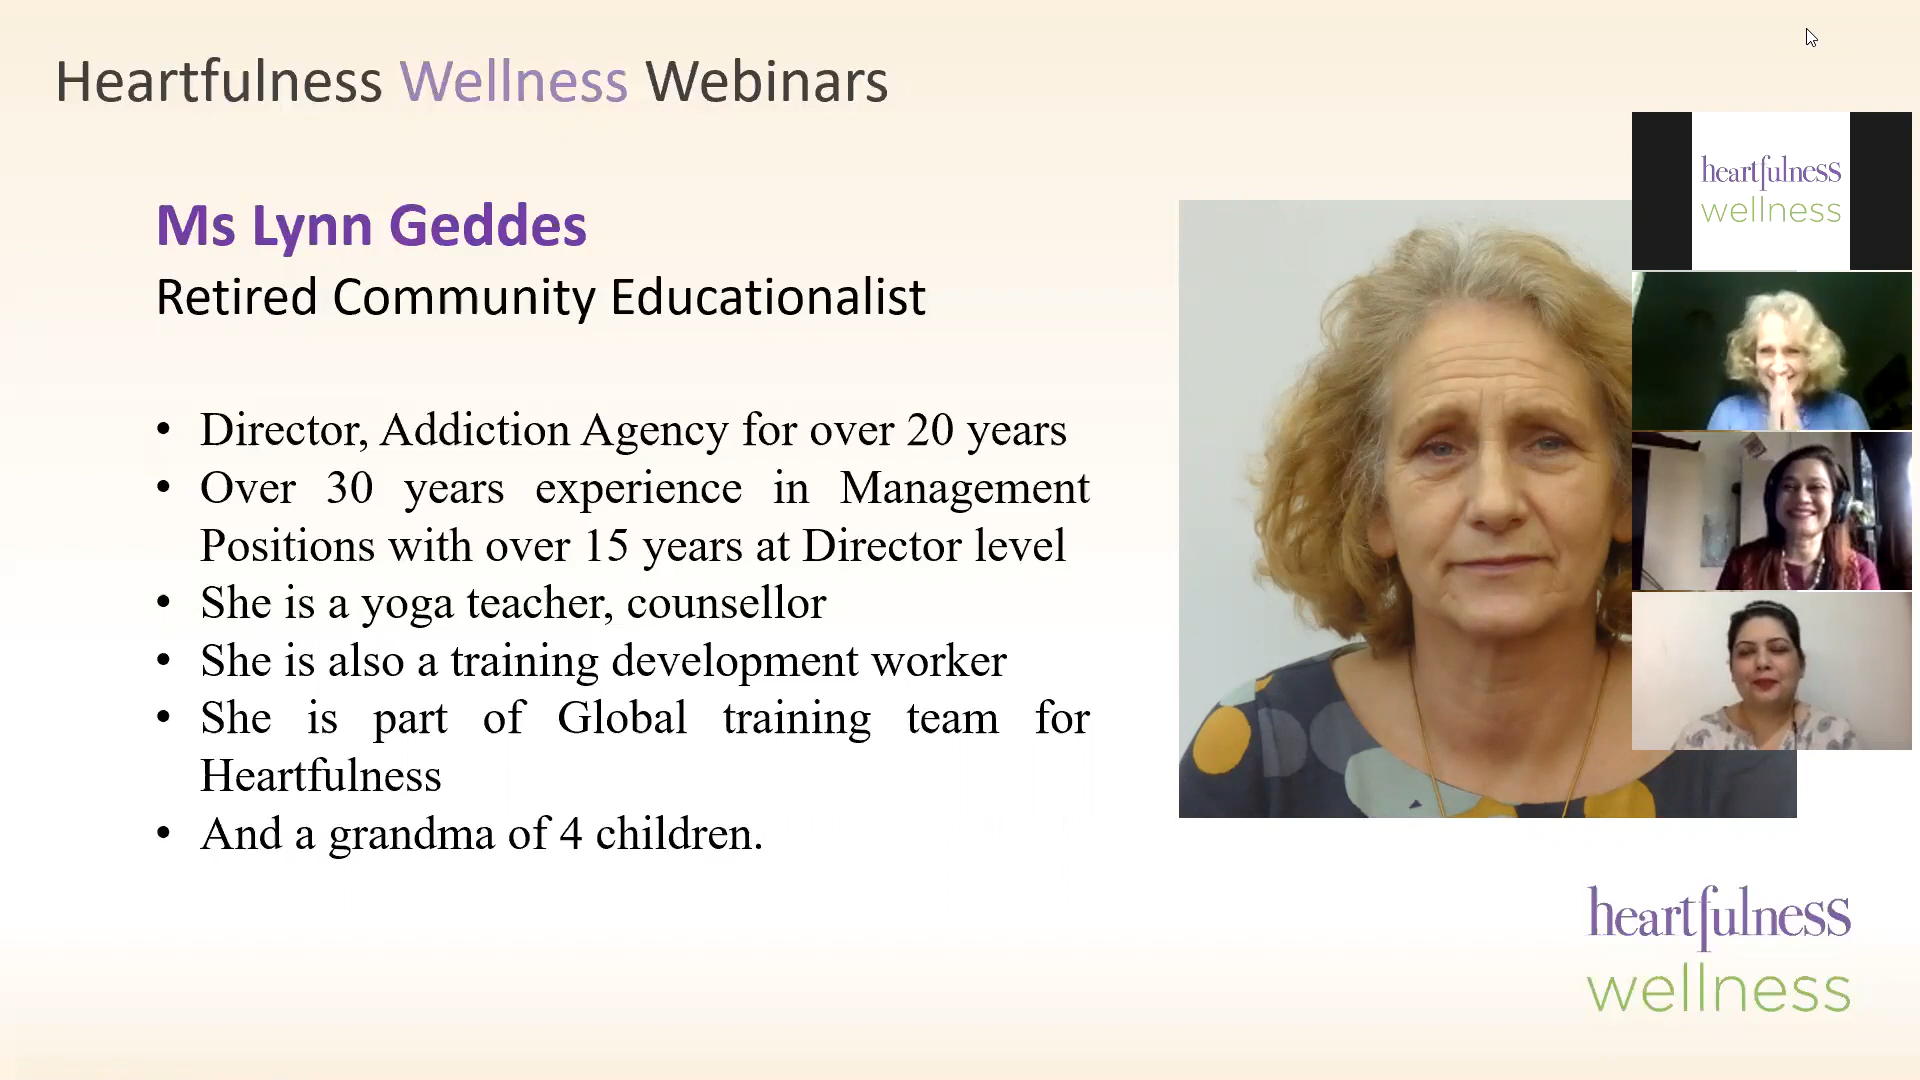 Heartfulness Wellness Webinars
heartfulness
wellness
Ms Lynn Geddes
Retired Community Educationalist
• Director, Addiction Agency for over 20 years
• Over 30 years experience in Management
Positions with over 15 years at Director level
• She is a yoga teacher, counsellor
• She is also a training development worker
• She is part of Global training team for
Heartfulness
• And a grandma of 4 children.
heartfulness
wellness